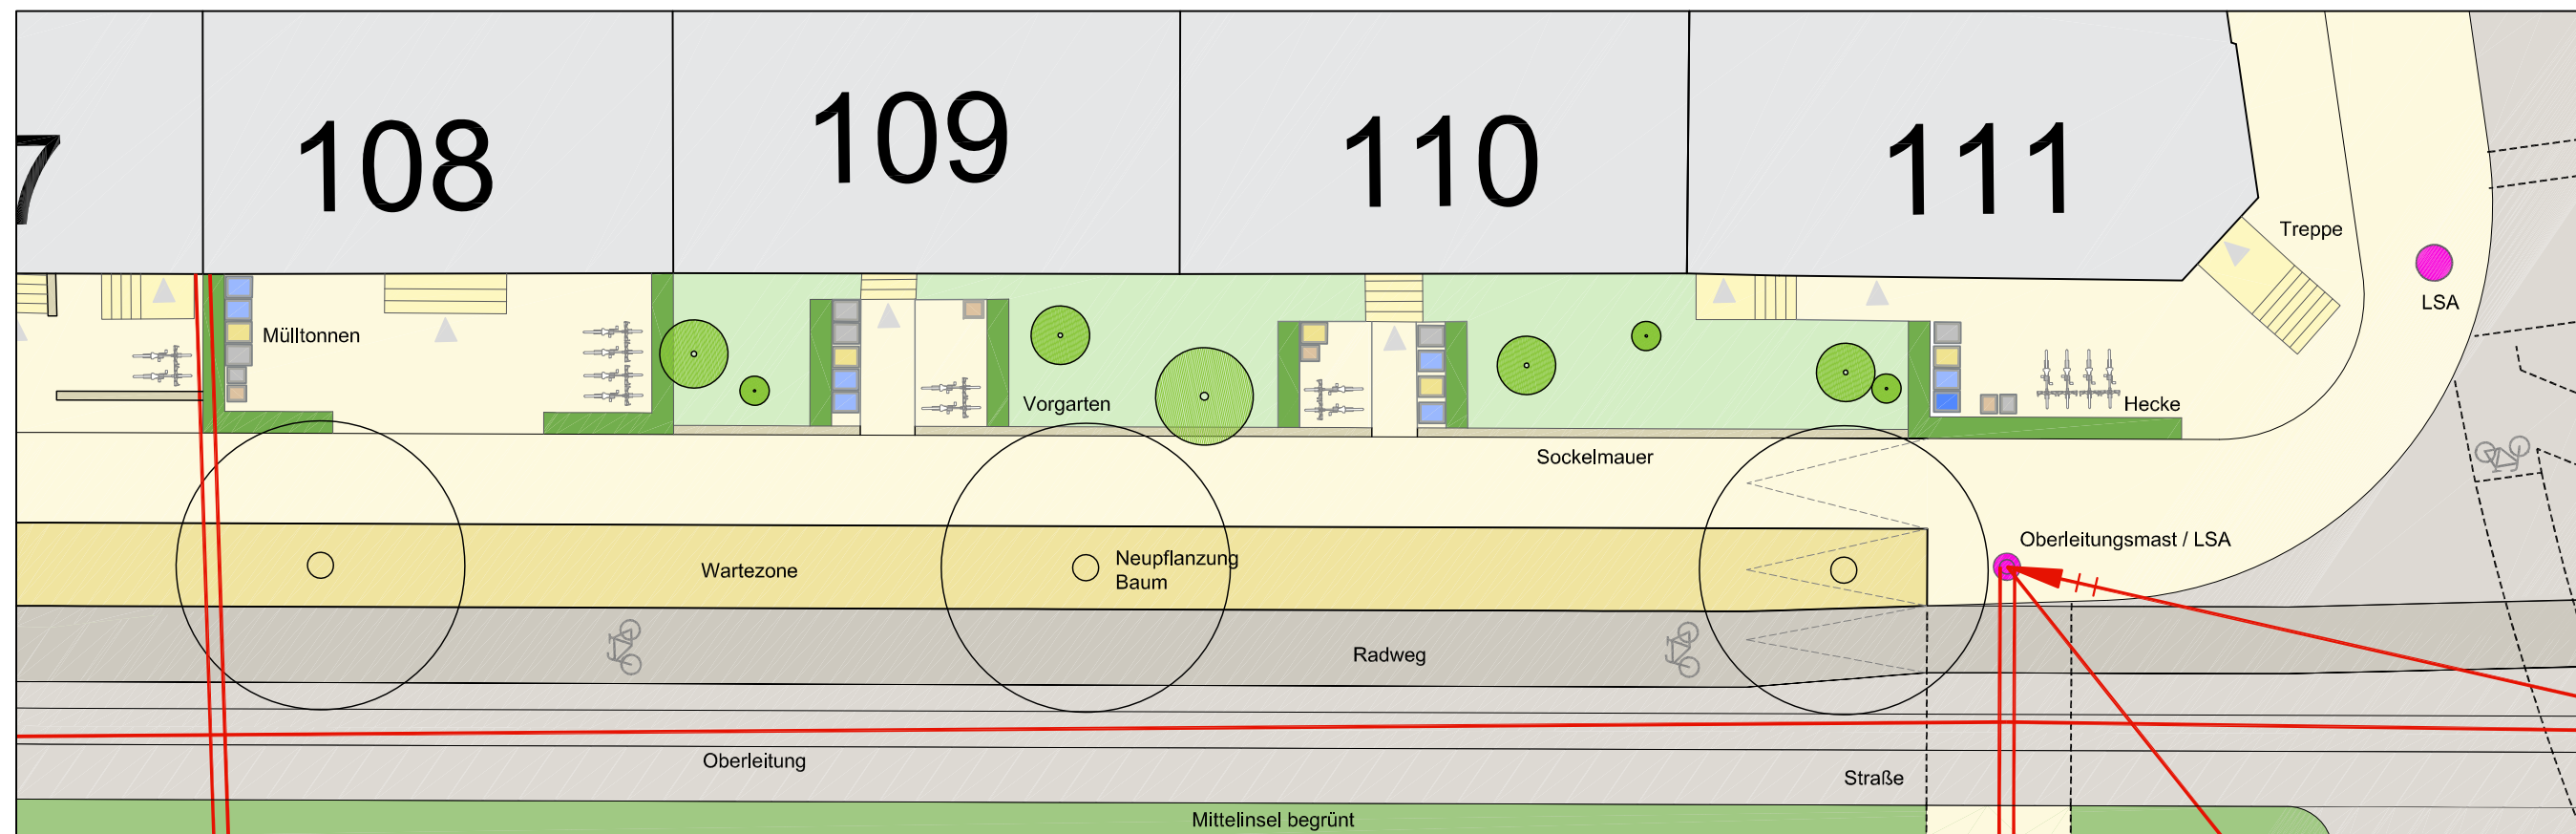 7
108
109
110
111
Treppe
LSA
Mülltonnen
Vorgarten
Hecke
Sockelmauer
Oberleitungsmast / LSA
Wartezone
Neupflanzung
Baum
Radweg
Oberleitung
Straße
Mittelinsel begrünt